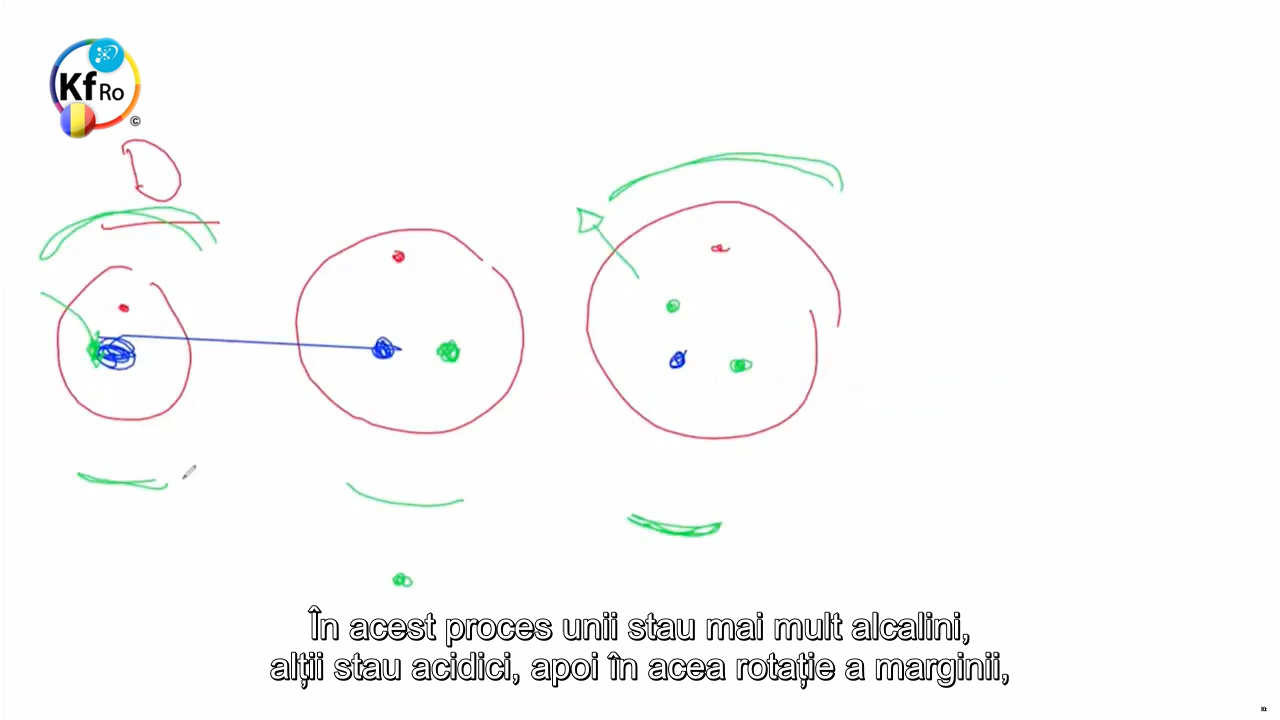 Kf Ro
©
D
În acest proces unii stau mai mult alcalini,
alții stau acidici, apoi în acea rotație a marginii,